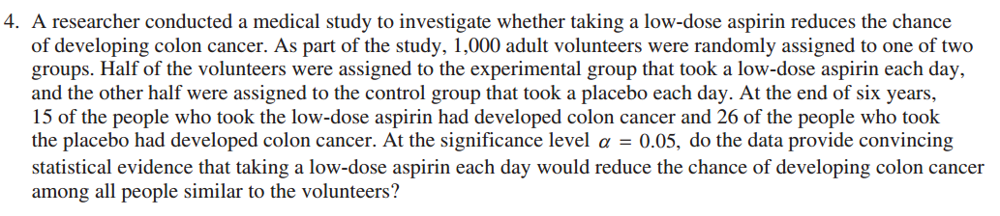 4. A researcher conducted a medical study to investigate whether taking a low-dose aspirin reduces the chance
of developing colon cancer. As part of the study, 1,000 adult volunteers were randomly assigned to one of two
groups. Half of the volunteers were assigned to the experimental group that took a low-dose aspirin each day,
and the other half were assigned to the control group that took a placebo each day. At the end of six years,
15 of the people who took the low-dose aspirin had developed colon cancer and 26 of the people who took
the placebo had developed colon cancer. At the significance level α = 0.05, do the data provide convincing
statistical evidence that taking a low-dose aspirin each day would reduce the chance of developing colon cancer
among all people similar to the volunteers?